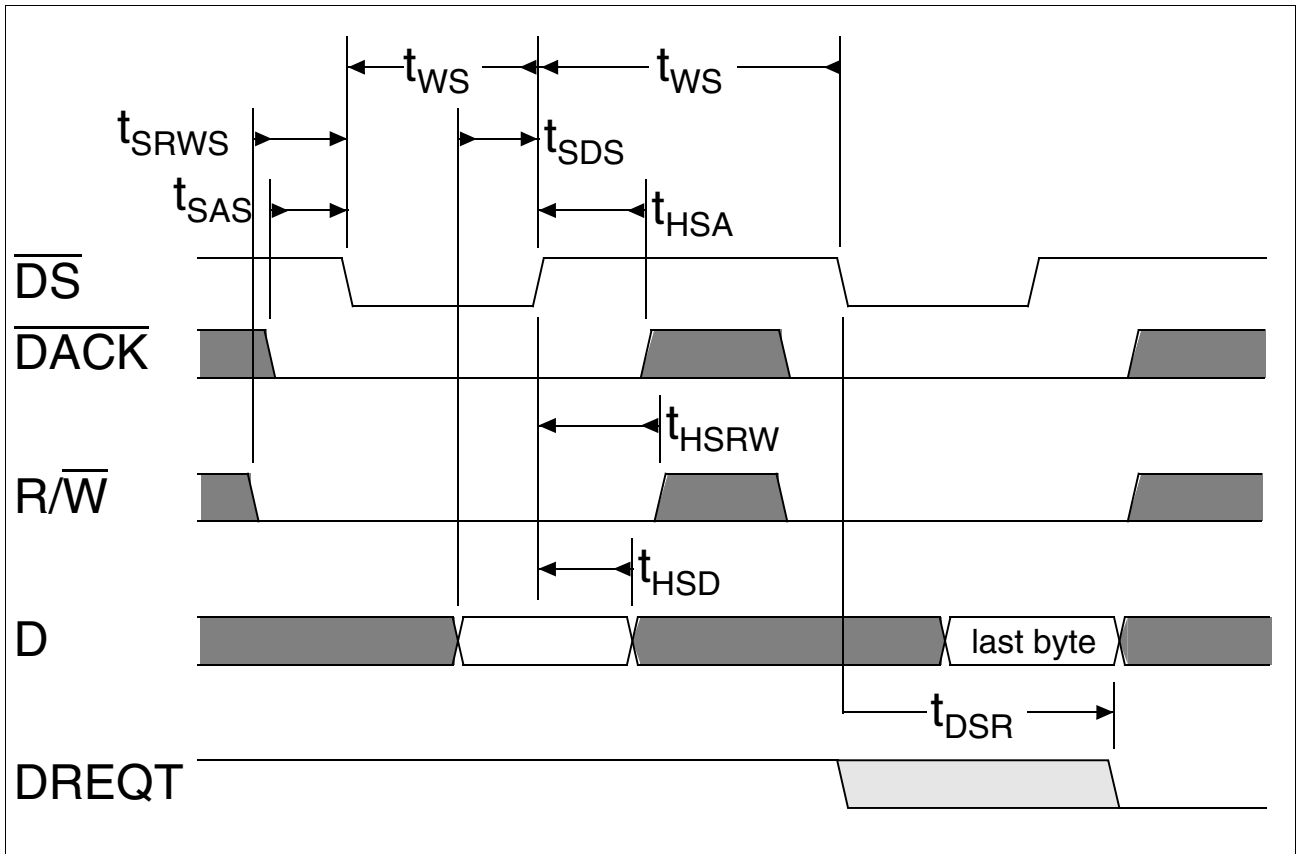 tWS tWS
tSRWS tSDS
tSAS tHSA
DS
DACK
tHSRW
R/W
tHSD
D last byte
tDSR
DREQT